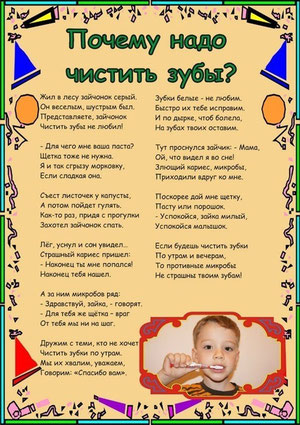 Почему надо
чистить зубы?
Жил в лесу зайчонок серый.
Он веселым, шустрым был.
Представляете, зайчонок
Чистить зубы не любил!
- Для чего мне ваша паста?
Щетка тоже не нужна.
Я и так сгрызу морковку,
Если сладкая она.
Съест листочек у капусты,
А потом пойдет гулять.
Как-то раз, придя с прогулки
Захотел зайчонок спать.
Лёг, уснул и сон увидел…
Страшный кариес пришел:
- Наконец ты мне попался!
Наконец тебя нашел.
А за ним микробов ряд:
- Здравствуй, зайка, - говорят.
- Для тебя же щётка – враг
От тебя мы ни на шаг.
Дружим с теми, кто не хочет
Чистить зубки по утрам.
Мы их хвалим, уважаем,
Говорим: «Спасибо вам».
Зубки белые - не любим.
Быстро их тебе исправим.
И по дырке, чтоб болела,
На зубах твоих оставим.
Тут проснулся зайчик: - Мама,
Ой, что видел я во сне!
Злющий кариес, микробы,
Приходили вдруг ко мне.
Поскорее дай мне щетку,
Пасту или порошок.
- Успокойся, зайка милый,
Успокойся малышок.
Если будешь чистить зубки
По утрам и вечерам,
То противные микробы
Не страшны твоим зубам!